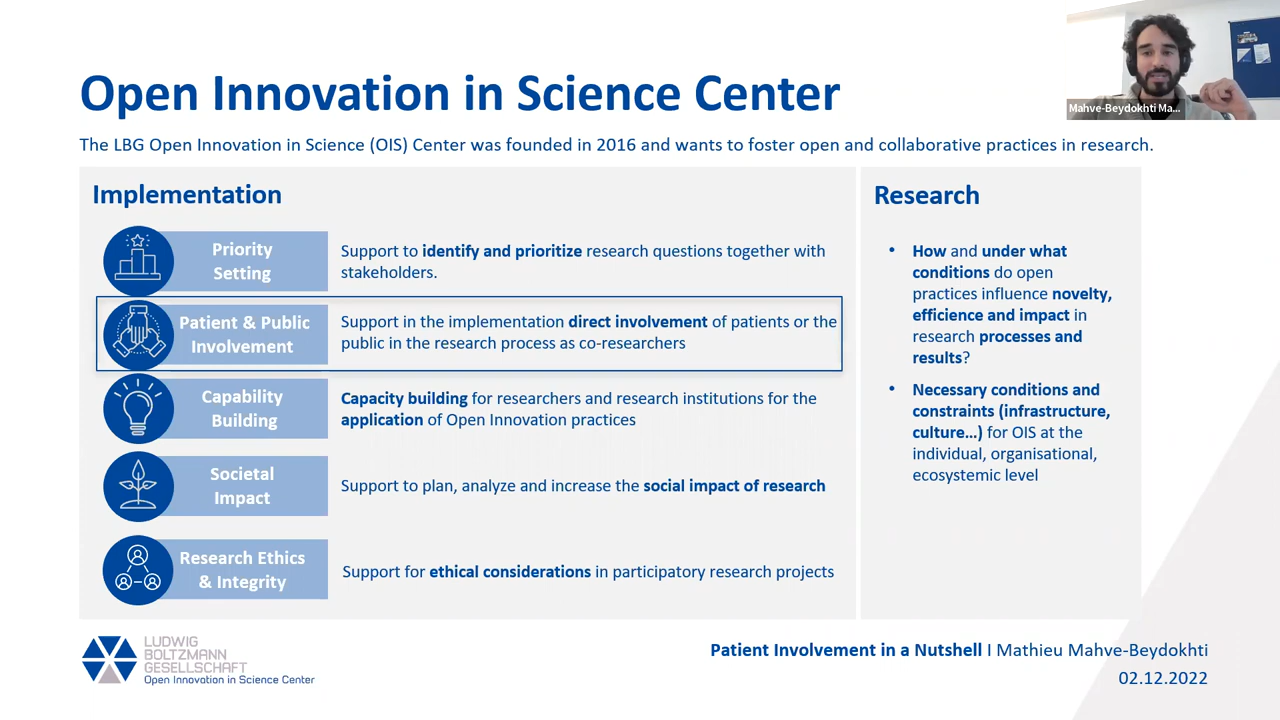 Open Innovation in Science Center
Mahve-Beydokhti Ma...
The LBG Open Innovation in Science (OIS) Center was founded in 2016 and wants to foster open and collaborative practices in research.
Implementation
Priority
Setting
Support to identify and prioritize research questions together with
stakeholders.
Patient & Public
Involvement
Support in the implementation direct involvement of patients or the
public in the research process as co-researchers
Capability
Building
Capacity building for researchers and research institutions for the
application of Open Innovation practices
Societal
Impact
Support to plan, analyze and increase the social impact of research
Research Ethics
& Integrity
Support for ethical considerations in participatory research projects
Research
• How and under what
conditions do open
practices influence novelty,
efficience and impact in
research processes and
results?
• Necessary conditions and
constraints (infrastructure,
culture…) for OIS at the
individual, organisational,
ecosystemic level
LUDWIG
BOLTZMANN
GESELLSCHAFT
Open Innovation in Science Center
Patient Involvement in a Nutshell I Mathieu Mahve-Beydokhti
02.12.2022